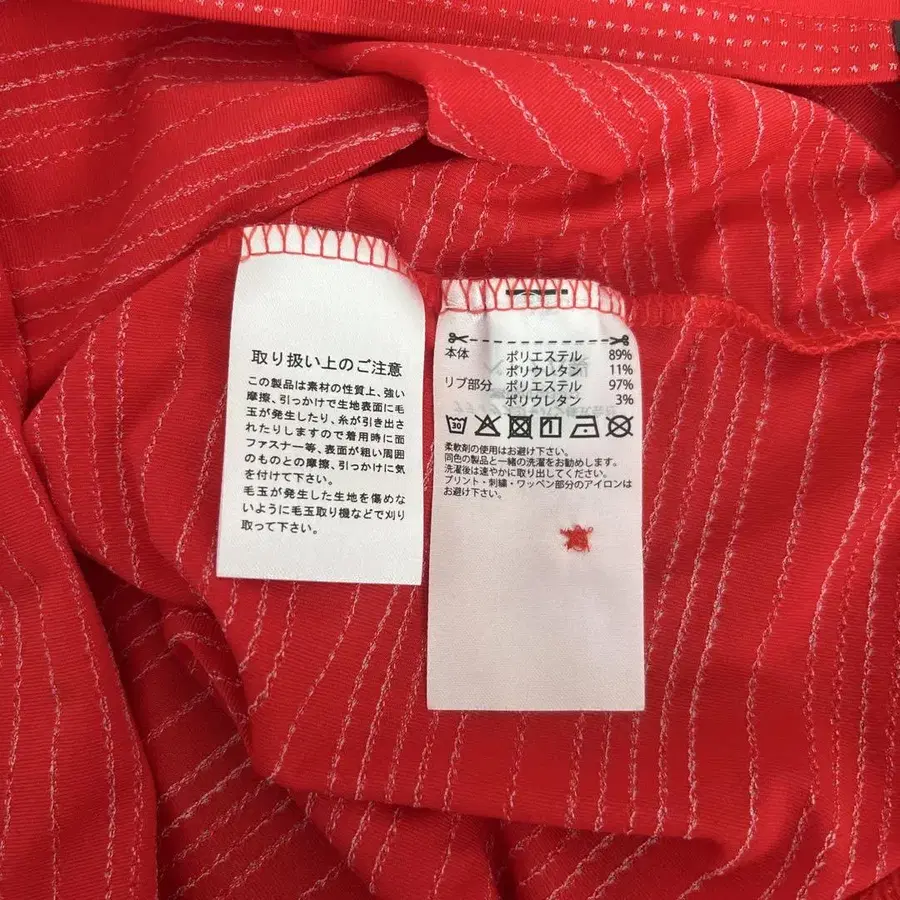 取り扱い上のご注意
この製品は素材の性質上、強い
摩擦、引っかけで生地表面に毛
玉が発生したり、糸が引き出さ
れたりしますので着用時に面
ファスナー等、表面が粗い周囲
のものとの摩擦、引っかけに気
を付けて下さい。
毛玉が発生した生地を傷めな
いように毛玉取り機などで刈り
取って下さい。
本体 ポリエステル 89%
ポリウレタン 11%
リブ部分 ポリエステル 97%
ポリウレタン 3%
30
柔軟剤の使用はお避け下さい。
同色の製品と一緒の洗濯をお勧めします。
洗濯後は速やかに取り出してください。
プリント・刺繍・ワッペン部分のアイロンは
お避け下さい。